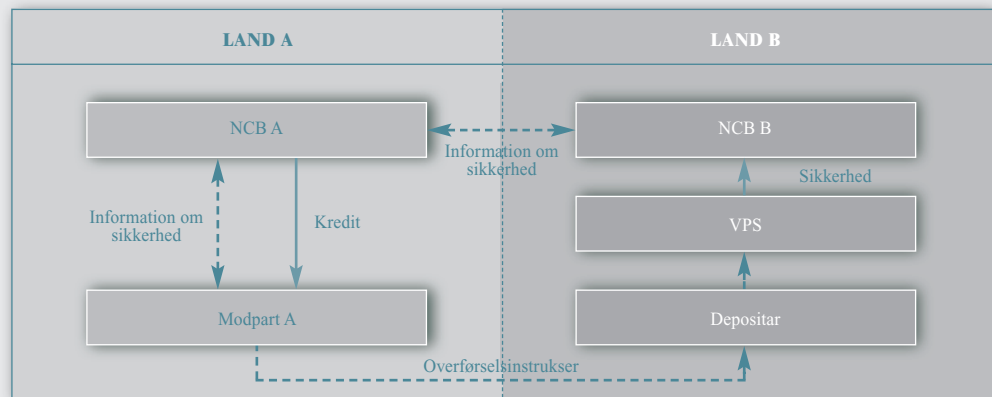 LAND A
LAND B
NCB A
NCB B
Information om
sikkerhed
Sikkerhed
Information om
sikkerhed
Kredit
VPS
Modpart A
Depositar
Overførselsinstrukser